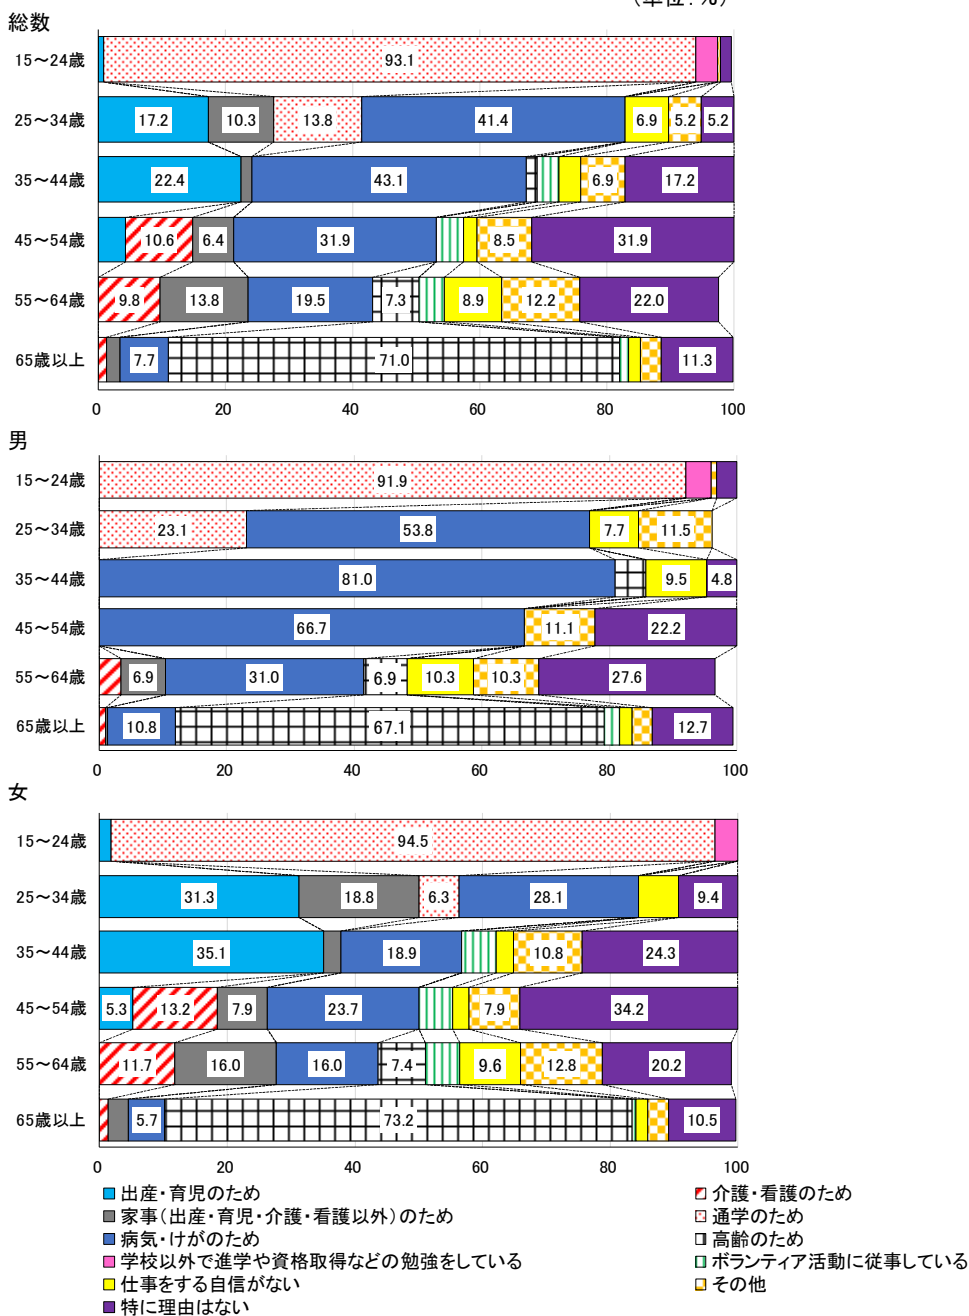 （単位：％）
総数
15～24歳 93.1
25～34歳 17.2 10.3 13.8 41.4 6.9 5.2 5.2
35～44歳 22.4 43.1 6.9 17.2
45～54歳 10.6 6.4 31.9 8.5 31.9
55～64歳 9.8 13.8 19.5 7.3 8.9 12.2 22.0
65歳以上 7.7 71.0 11.3
0 20 40 60 80 100
男
15～24歳 91.9
25～34歳 23.1 53.8 7.7 11.5
35～44歳 81.0 9.5 4.8
45～54歳 66.7 11.1 22.2
55～64歳 6.9 31.0 6.9 10.3 10.3 27.6
65歳以上 10.8 67.1 12.7
0 20 40 60 80 100
女
15～24歳 94.5
25～34歳 31.3 18.8 6.3 28.1 9.4
35～44歳 35.1 18.9 10.8 24.3
45～54歳 5.3 13.2 7.9 23.7 7.9 34.2
55～64歳 11.7 16.0 16.0 7.4 9.6 12.8 20.2
65歳以上 5.7 73.2 10.5
0 20 40 60 80 100
出産・育児のため 介護・看護のため
家事（出産・育児・介護・看護以外）のため 通学のため
病気・けがのため 高齢のため
学校以外で進学や資格取得などの勉強をしている ボランティア活動に従事している
仕事をする自信がない その他
特に理由はない